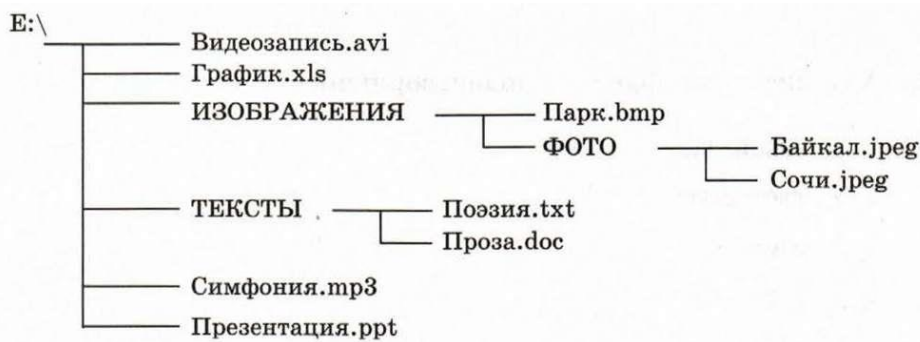 E:\
Видеозапись.avi
График.xls
ИЗОБРАЖЕНИЯ Парк.bmp
ФОТО Байкал.jpeg
Сочи.jpeg
ТЕКСТЫ Поэзия.txt
Проза.doc
Симфония.mp3
Презентация.ppt